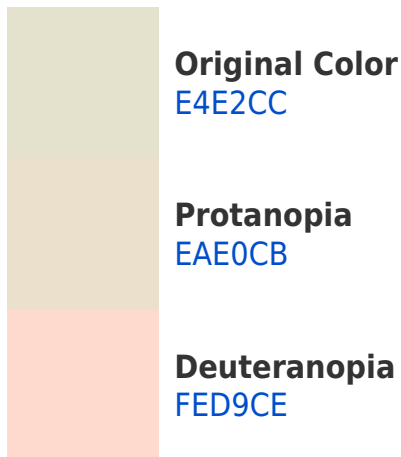 Original Color
E4E2CC
Protanopia
EAE0CB
Deuteranopia
FED9CE